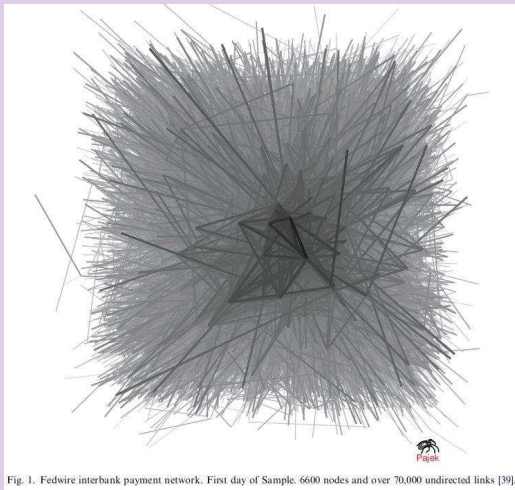 Pajek
Fig. 1. Fedwire interbank payment network. First day of Sample. 6600 nodes and over 70,000 undirected links [39].